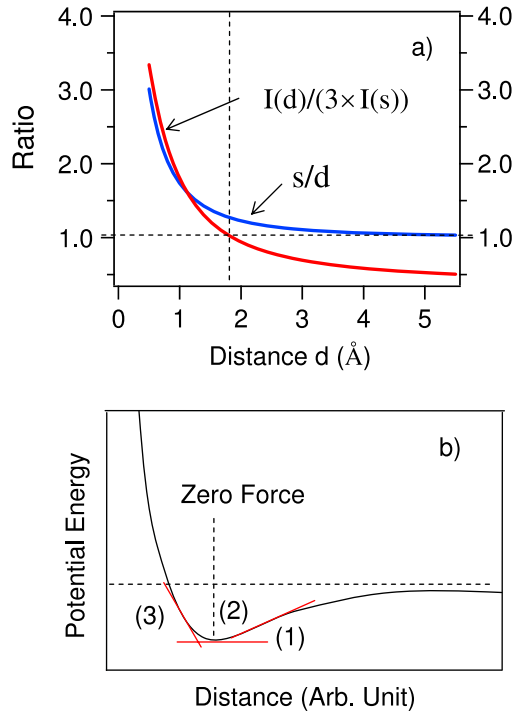 4.0
a)
4.0
I(d)/(3× I(s))
3.0
3.0
Ratio
2.0
s/d
2.0
1.0
1.0
0
1
2
3
4
5
Distance d (Å)
b)
Zero Force
Potential Energy
(3)
(2)
(1)
Distance (Arb. Unit)